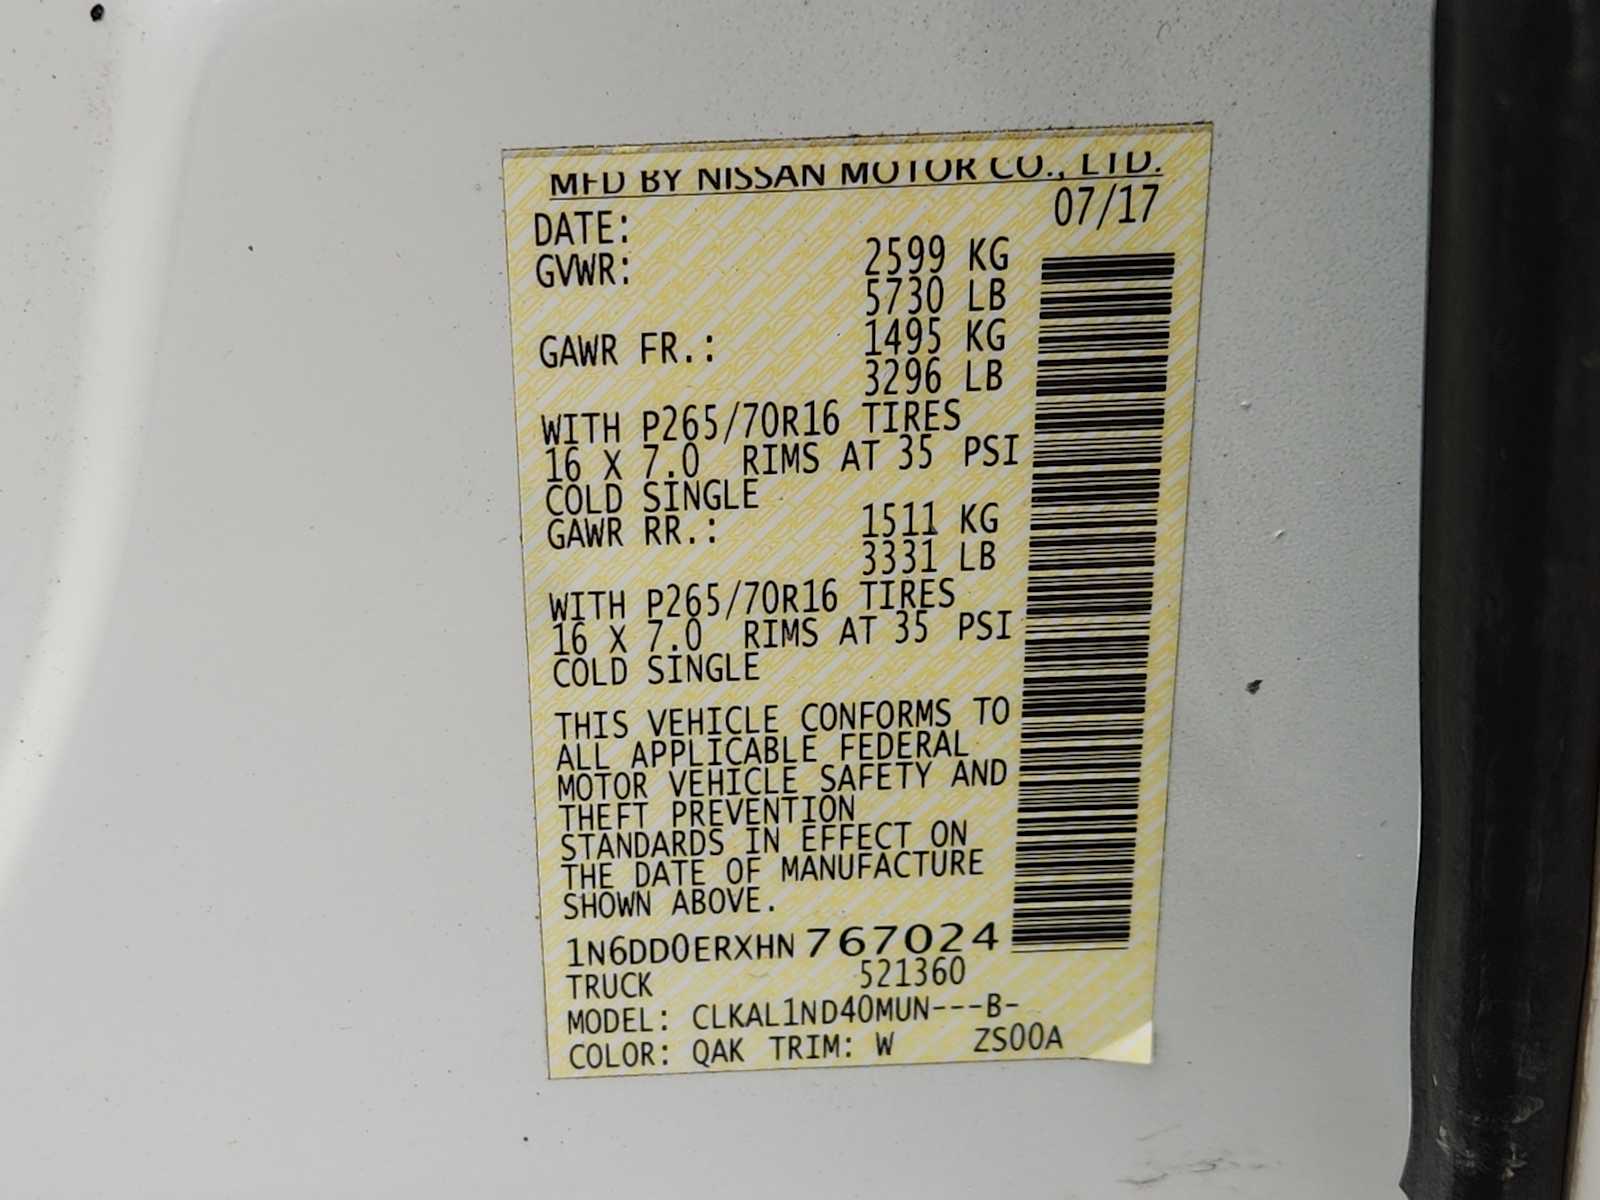 MFD BY NISSAN MOTOR CO., LTD.
DATE: 07/17
GVWR: 2599 KG
5730 LB
GAWR FR.: 1495 KG
3296 LB
WITH P265/70R16 TIRES
16 X 7.0 RIMS AT 35 PSI
COLD SINGLE
GAWR RR.: 1511 KG
3331 LB
WITH P265/70R16 TIRES
16 X 7.0 RIMS AT 35 PSI
COLD SINGLE
THIS VEHICLE CONFORMS TO
ALL APPLICABLE FEDERAL
MOTOR VEHICLE SAFETY AND
THEFT PREVENTION
STANDARDS IN EFFECT ON
THE DATE OF MANUFACTURE
SHOWN ABOVE.
1N6DD0ERXHN767024
TRUCK 521360
MODEL: CLKAL1ND40MUN---B-
COLOR: QAK TRIM: W ZS00A